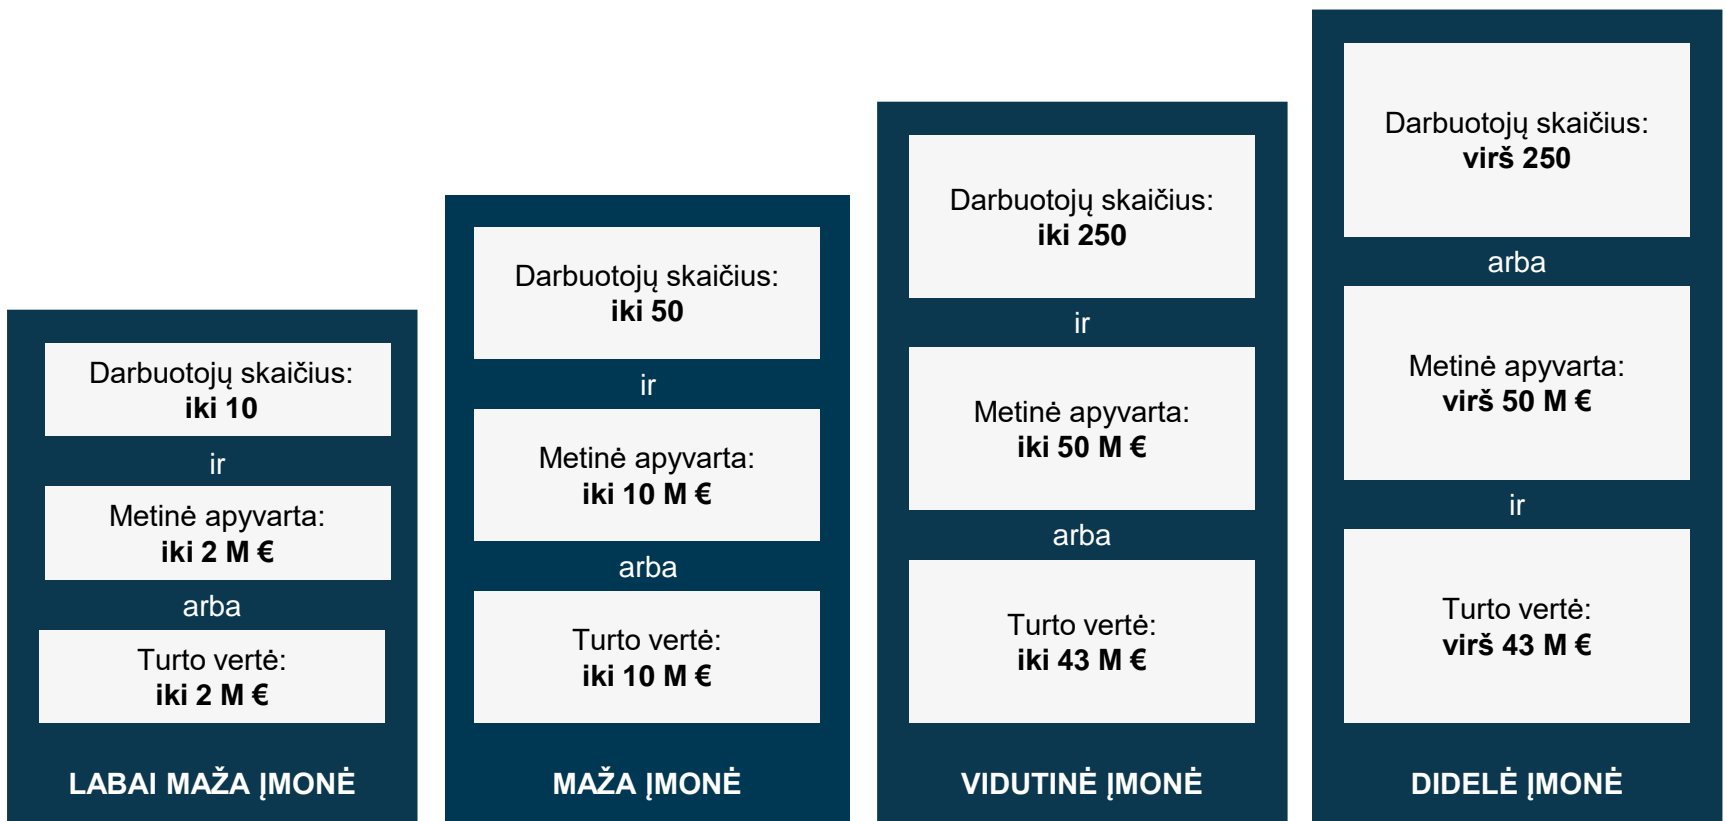 Darbuotojų skaičius:
iki 10
ir
Metinė apyvarta:
iki 2 M €
arba
Turto vertė:
iki 2 M €
LABAI MAŽA ĮMONĖ
Darbuotojų skaičius:
iki 50
ir
Metinė apyvarta:
iki 10 M €
arba
Turto vertė:
iki 10 M €
MAŽA ĮMONĖ
Darbuotojų skaičius:
iki 250
ir
Metinė apyvarta:
iki 50 M €
arba
Turto vertė:
iki 43 M €
VIDUTINĖ ĮMONĖ
Darbuotojų skaičius:
virš 250
arba
Metinė apyvarta:
virš 50 M €
ir
Turto vertė:
virš 43 M €
DIDELĖ ĮMONĖ